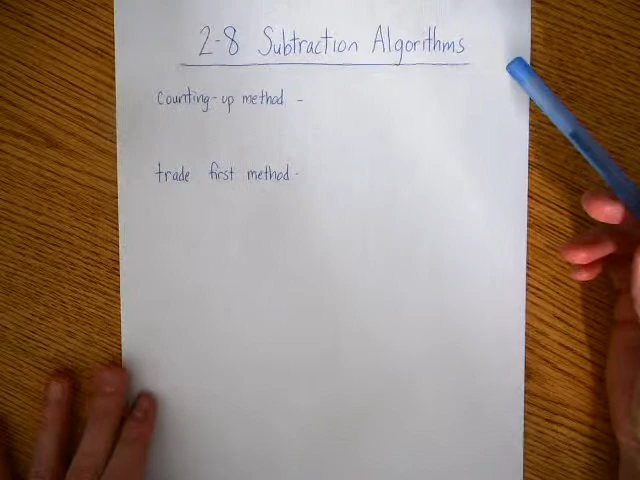 2-8 Subtraction Algorithms
counting-up method -
trade first method -